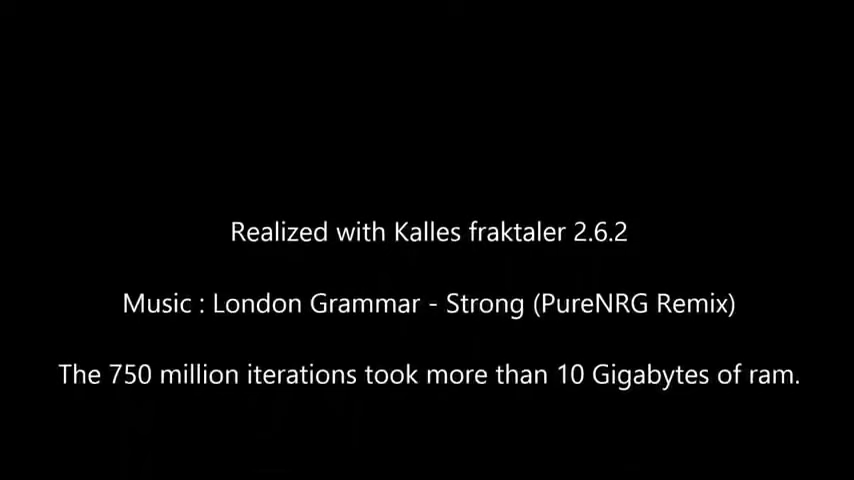 Realized with Kalles fraktaler 2.6.2
Music : London Grammar - Strong (PureNRG Remix)
The 750 million iterations took more than 10 Gigabytes of ram.